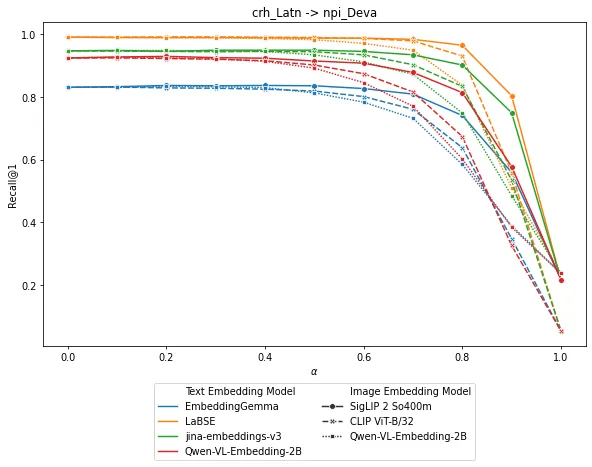 crh_Latn -> npi_Deva
Recall@1
1.0
0.8
0.6
0.4
0.2
0.0 0.2 0.4 0.6 0.8 1.0
α
Text Embedding Model
EmbeddingGemma
LaBSE
jina-embeddings-v3
Qwen-VL-Embedding-2B
Image Embedding Model
SigLIP 2 So400m
CLIP ViT-B/32
Qwen-VL-Embedding-2B